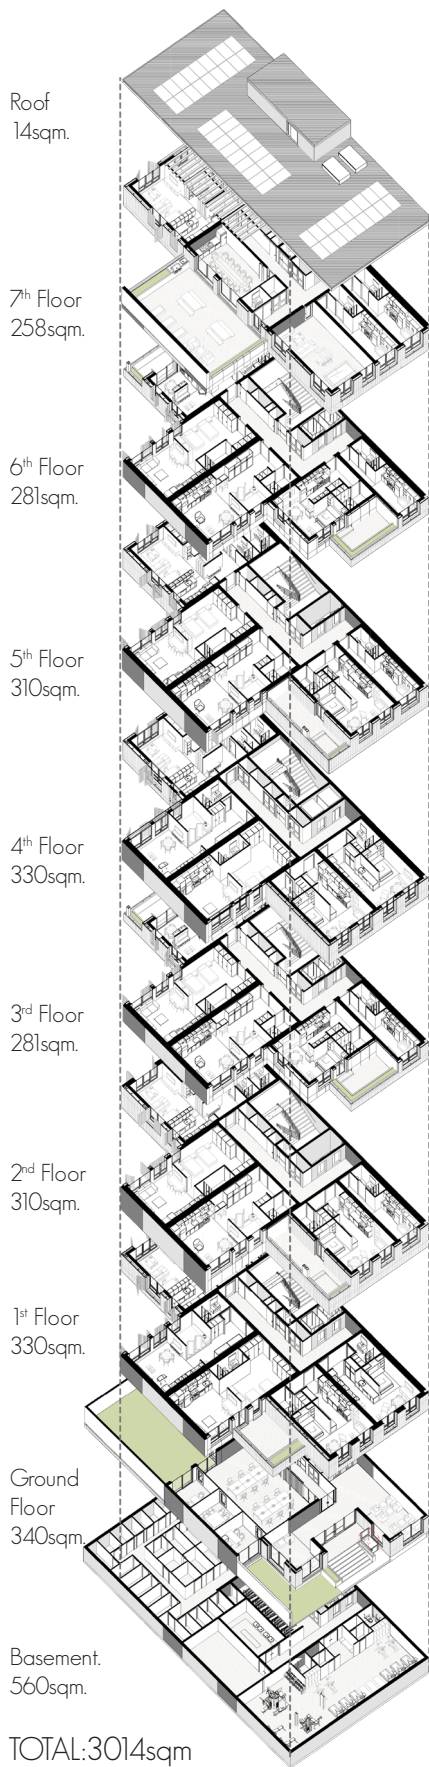 Roof
14sqm.
7th Floor
258sqm.
6th Floor
281sqm.
5th Floor
310sqm.
4th Floor
330sqm.
3rd Floor
281sqm.
2nd Floor
310sqm.
1st Floor
330sqm.
Ground
Floor
340sqm.
Basement.
560sqm.
TOTAL:3014sqm